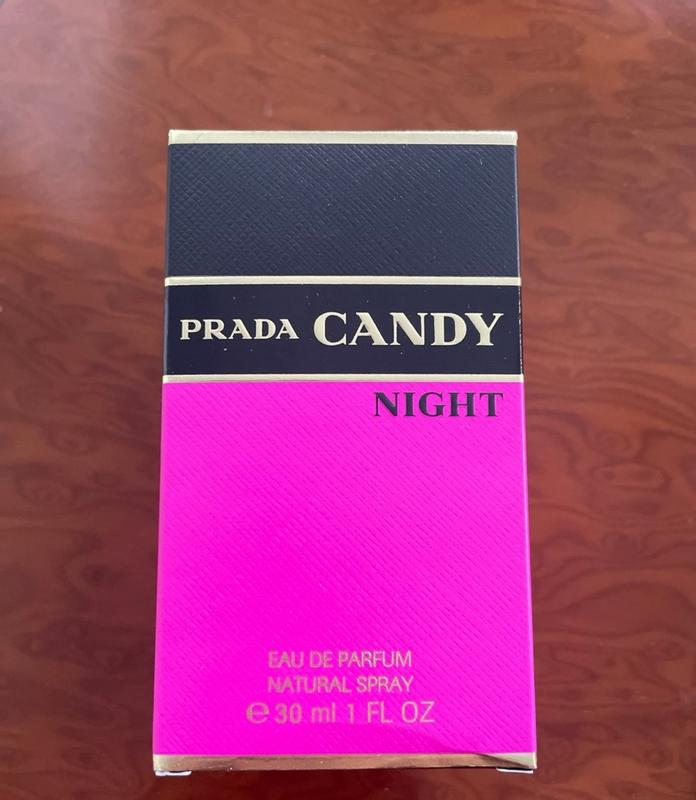 PRADA CANDY
NIGHT
EAU DE PARFUM
NATURAL SPRAY
℮ 30 ml 1 FL OZ